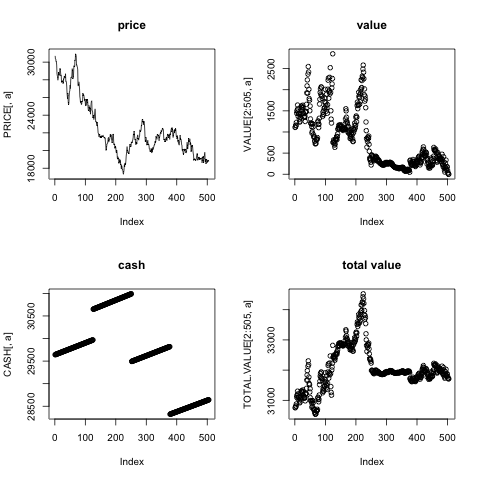 price
PRICE[, a]
30000
24000
18000
0 100 200 300 400 500
Index
value
VALUE[2:505, a]
2500
1500
500
0
0 100 200 300 400 500
Index
cash
CASH[, a]
30500
29500
28500
0 100 200 300 400 500
Index
total value
TOTAL.VALUE[2:505, a]
33000
31000
0 100 200 300 400 500
Index